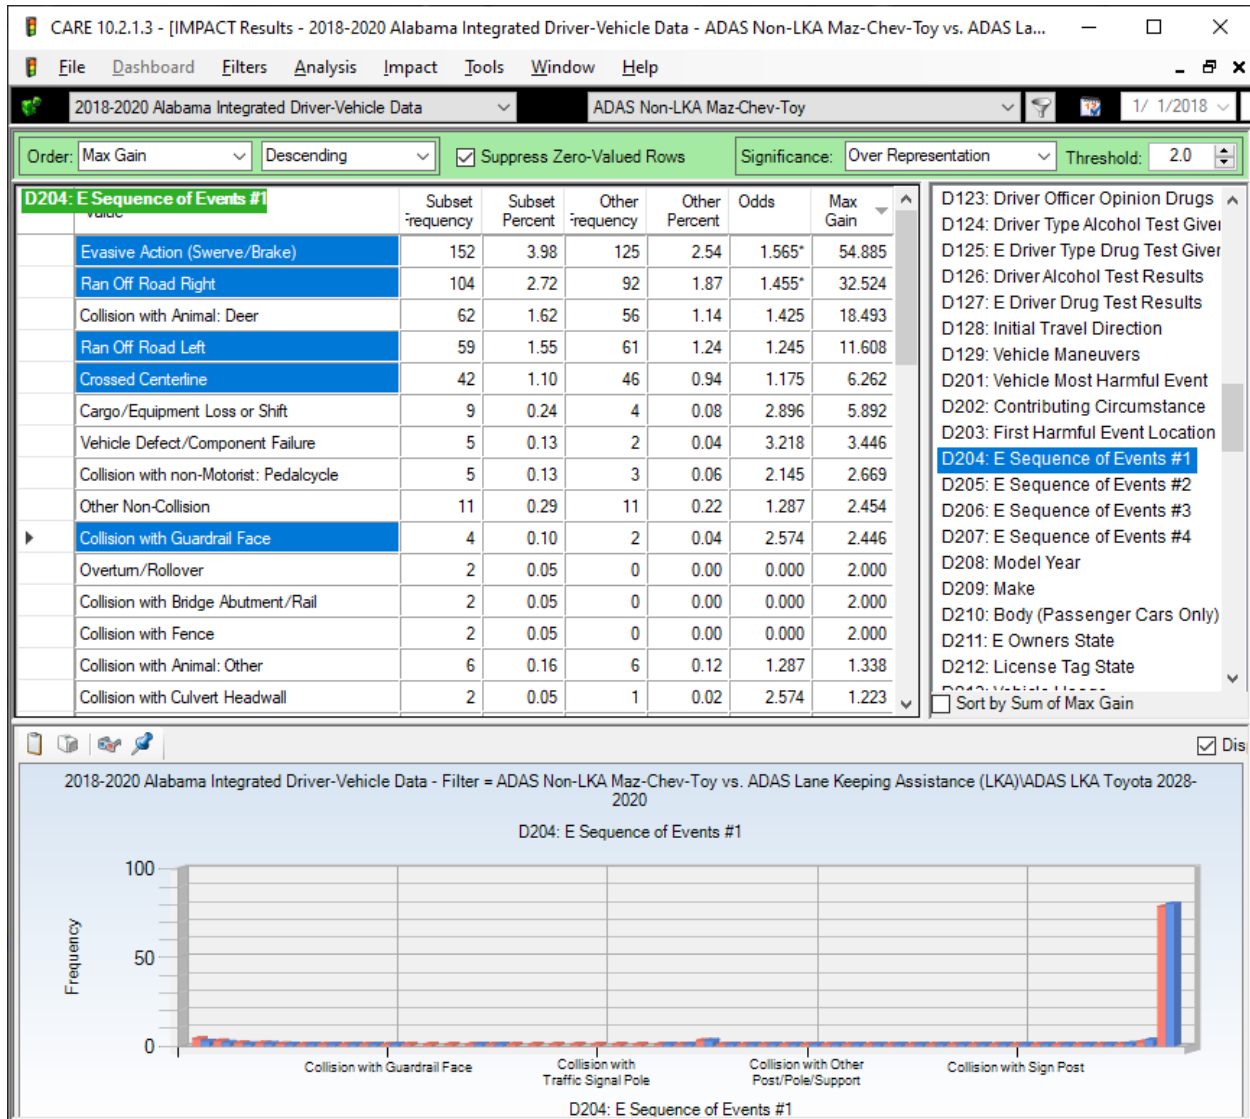 CARE 10.2.1.3 - [IMPACT Results - 2018-2020 Alabama Integrated Driver-Vehicle Data - ADAS Non-LKA Maz-Chev-Toy vs. ADAS La...
File Dashboard Filters Analysis Impact Tools Window Help
2018-2020 Alabama Integrated Driver-Vehicle Data ADAS Non-LKA Maz-Chev-Toy 1/ 1/2018
Order: Max Gain Descending Suppress Zero-Valued Rows Significance: Over Representation Threshold: 2.0
D204: E Sequence of Events #1
Value Subset Frequency Subset Percent Other Frequency Other Percent Odds Max Gain
Evasive Action (Swerve/Brake) 152 3.98 125 2.54 1.565* 54.885
Ran Off Road Right 104 2.72 92 1.87 1.455* 32.524
Collision with Animal: Deer 62 1.62 56 1.14 1.425 18.493
Ran Off Road Left 59 1.55 61 1.24 1.245 11.608
Crossed Centerline 42 1.10 46 0.94 1.175 6.262
Cargo/Equipment Loss or Shift 9 0.24 4 0.08 2.896 5.892
Vehicle Defect/Component Failure 5 0.13 2 0.04 3.218 3.446
Collision with non-Motorist: Pedalcycle 5 0.13 3 0.06 2.145 2.669
Other Non-Collision 11 0.29 11 0.22 1.287 2.454
Collision with Guardrail Face 4 0.10 2 0.04 2.574 2.446
Overturn/Rollover 2 0.05 0 0.00 0.000 2.000
Collision with Bridge Abutment/Rail 2 0.05 0 0.00 0.000 2.000
Collision with Fence 2 0.05 0 0.00 0.000 2.000
Collision with Animal: Other 6 0.16 6 0.12 1.287 1.338
Collision with Culvert Headwall 2 0.05 1 0.02 2.574 1.223
D123: Driver Officer Opinion Drugs
D124: Driver Type Alcohol Test Given
D125: E Driver Type Drug Test Given
D126: Driver Alcohol Test Results
D127: E Driver Drug Test Results
D128: Initial Travel Direction
D129: Vehicle Maneuvers
D201: Vehicle Most Harmful Event
D202: Contributing Circumstance
D203: First Harmful Event Location
D204: E Sequence of Events #1
D205: E Sequence of Events #2
D206: E Sequence of Events #3
D207: E Sequence of Events #4
D208: Model Year
D209: Make
D210: Body (Passenger Cars Only)
D211: E Owners State
D212: License Tag State
Sort by Sum of Max Gain
Dis
2018-2020 Alabama Integrated Driver-Vehicle Data - Filter = ADAS Non-LKA Maz-Chev-Toy vs. ADAS Lane Keeping Assistance (LKA)\ADAS LKA Toyota 2028-
2020
D204: E Sequence of Events #1
Frequency
100
50
0
Collision with Guardrail Face
Collision with
Traffic Signal Pole
Collision with Other
Post/Pole/Support
Collision with Sign Post
D204: E Sequence of Events #1